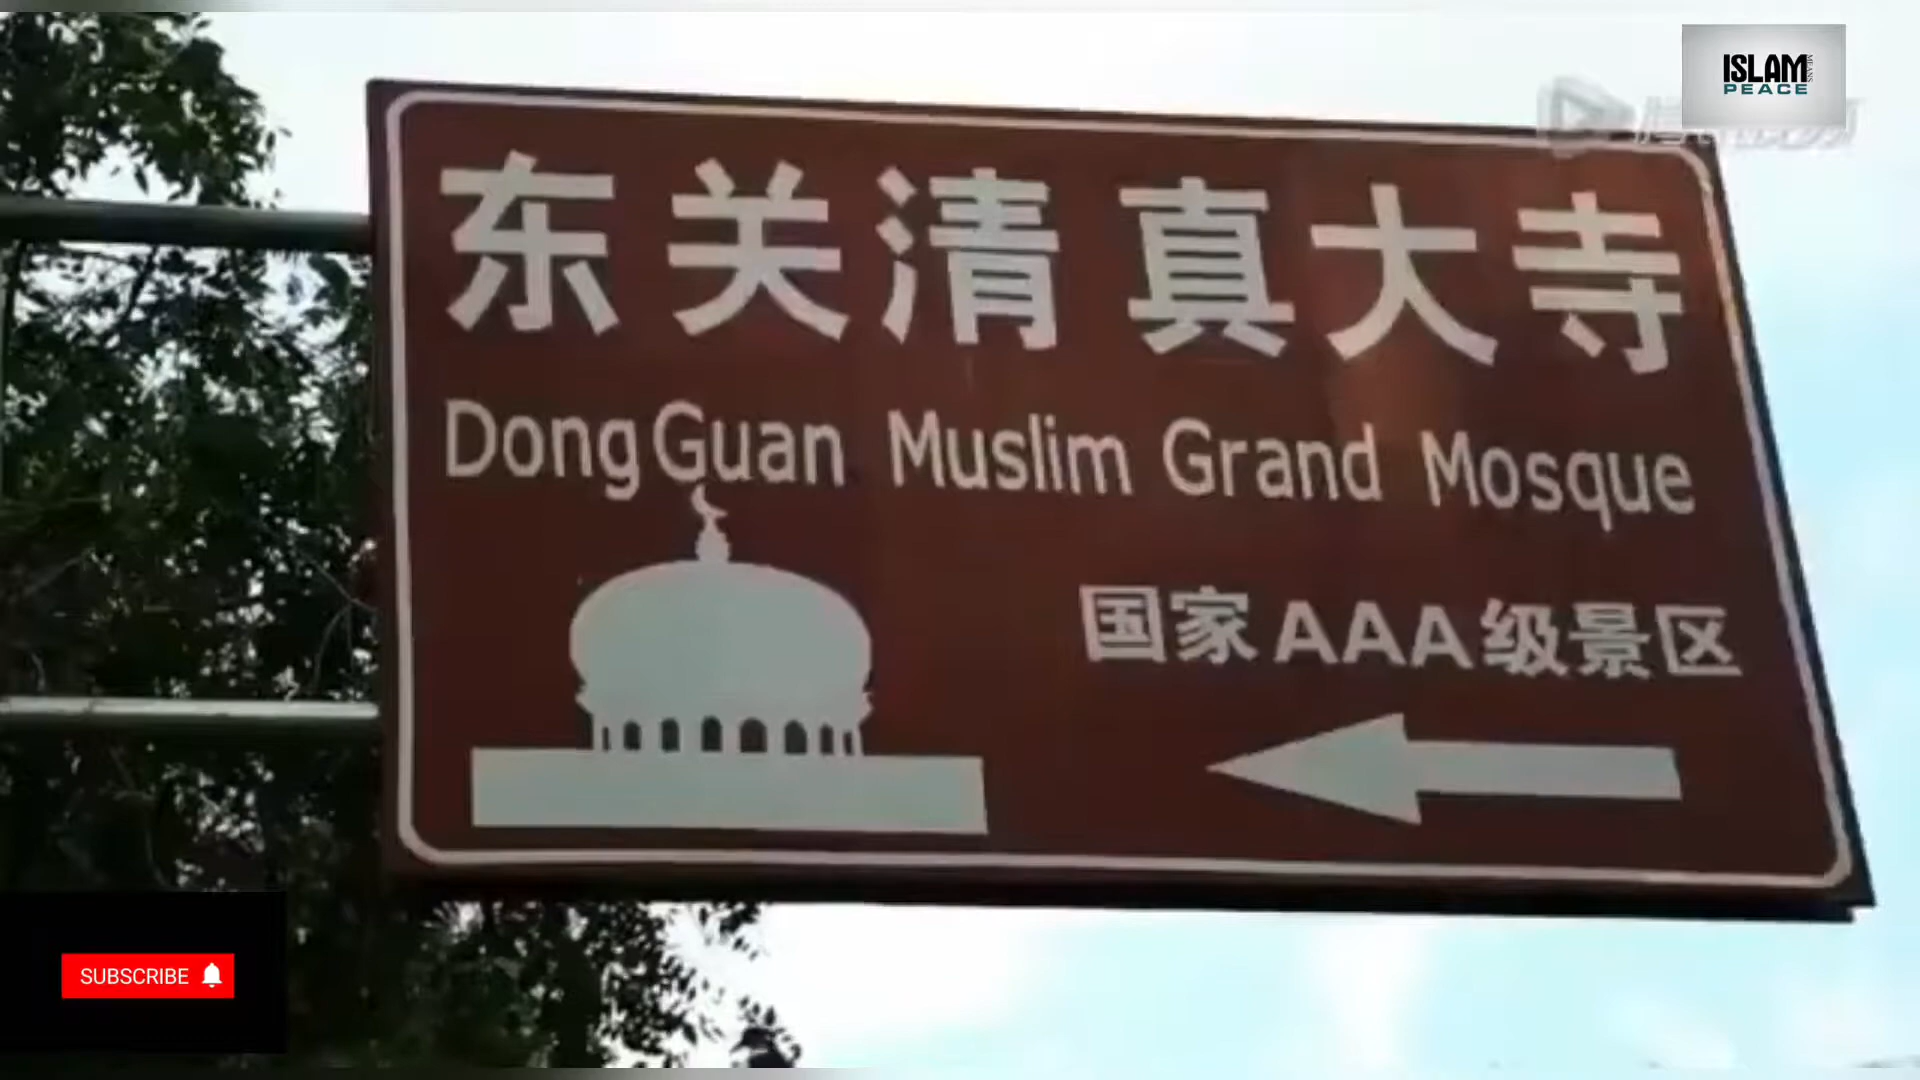 ISLAM MEANS
PEACE
东关清真大寺
DongGuan Muslim Grand Mosque
国家AAA级景区
SUBSCRIBE